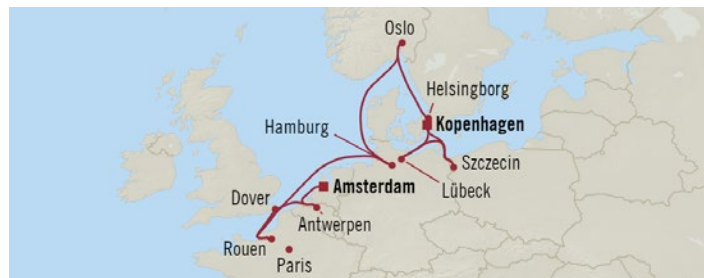 Oslo
Helsingborg
Kopenhagen
Hamburg
Szczecin
Lübeck
Amsterdam
Dover
Antwerpen
Rouen
Paris